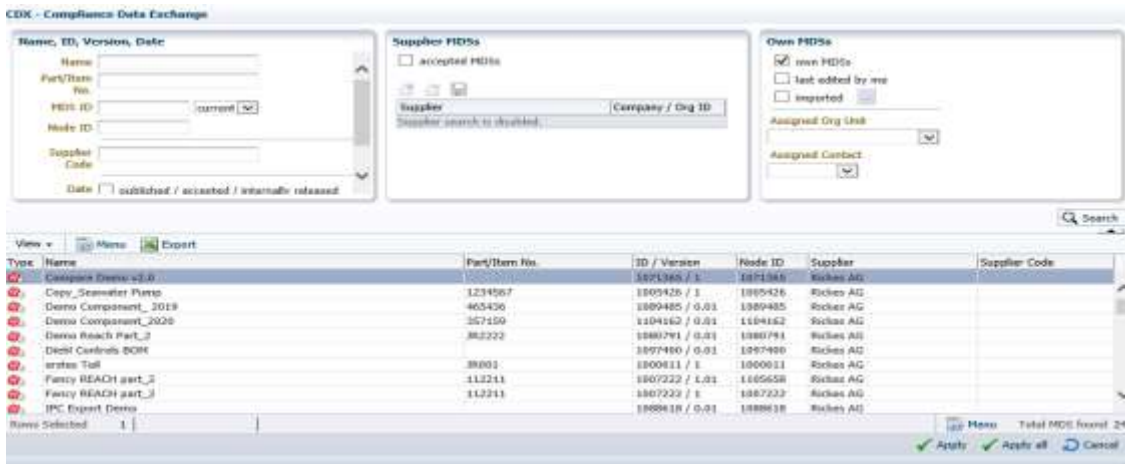 CDX - Compliance Data Exchange
Name, ID, Version, Date
Name
Part/Item No.
MDS ID
current
Node ID
Supplier Code
Date
published / accepted / internally released
Supplier MDSs
accepted MDSs
Supplier Company / Org ID
Supplier search is disabled.
Own MDSs
own MDSs
last edited by me
imported
Assigned Org Unit
Assigned Contact
Search
View Menu Export
Type Name Part/Item No. ID / Version Node ID Supplier Supplier Code
Compare Demo v2.0 1071365 / 1 1071365 Rickes AG
Copy_Seawater Pump 1234567 1005426 / 1 1005426 Rickes AG
Demo Component_ 2019 465436 1089485 / 0.01 1089485 Rickes AG
Demo Component_2020 357159 1104162 / 0.01 1104162 Rickes AG
Demo Reach Part_2 JR2222 1080791 / 0.01 1080791 Rickes AG
Diehl Controls BOM 1097400 / 0.01 1097400 Rickes AG
erstes Teil JR001 1000011 / 1 1000011 Rickes AG
Fancy REACH part_2 112211 1007222 / 1.01 1105658 Rickes AG
Fancy REACH part_2 112211 1007222 / 1 1007222 Rickes AG
IPC Export Demo 1088618 / 0.01 1088618 Rickes AG
Rows Selected 1
Menu Total MDS found 24
Apply Apply all Cancel